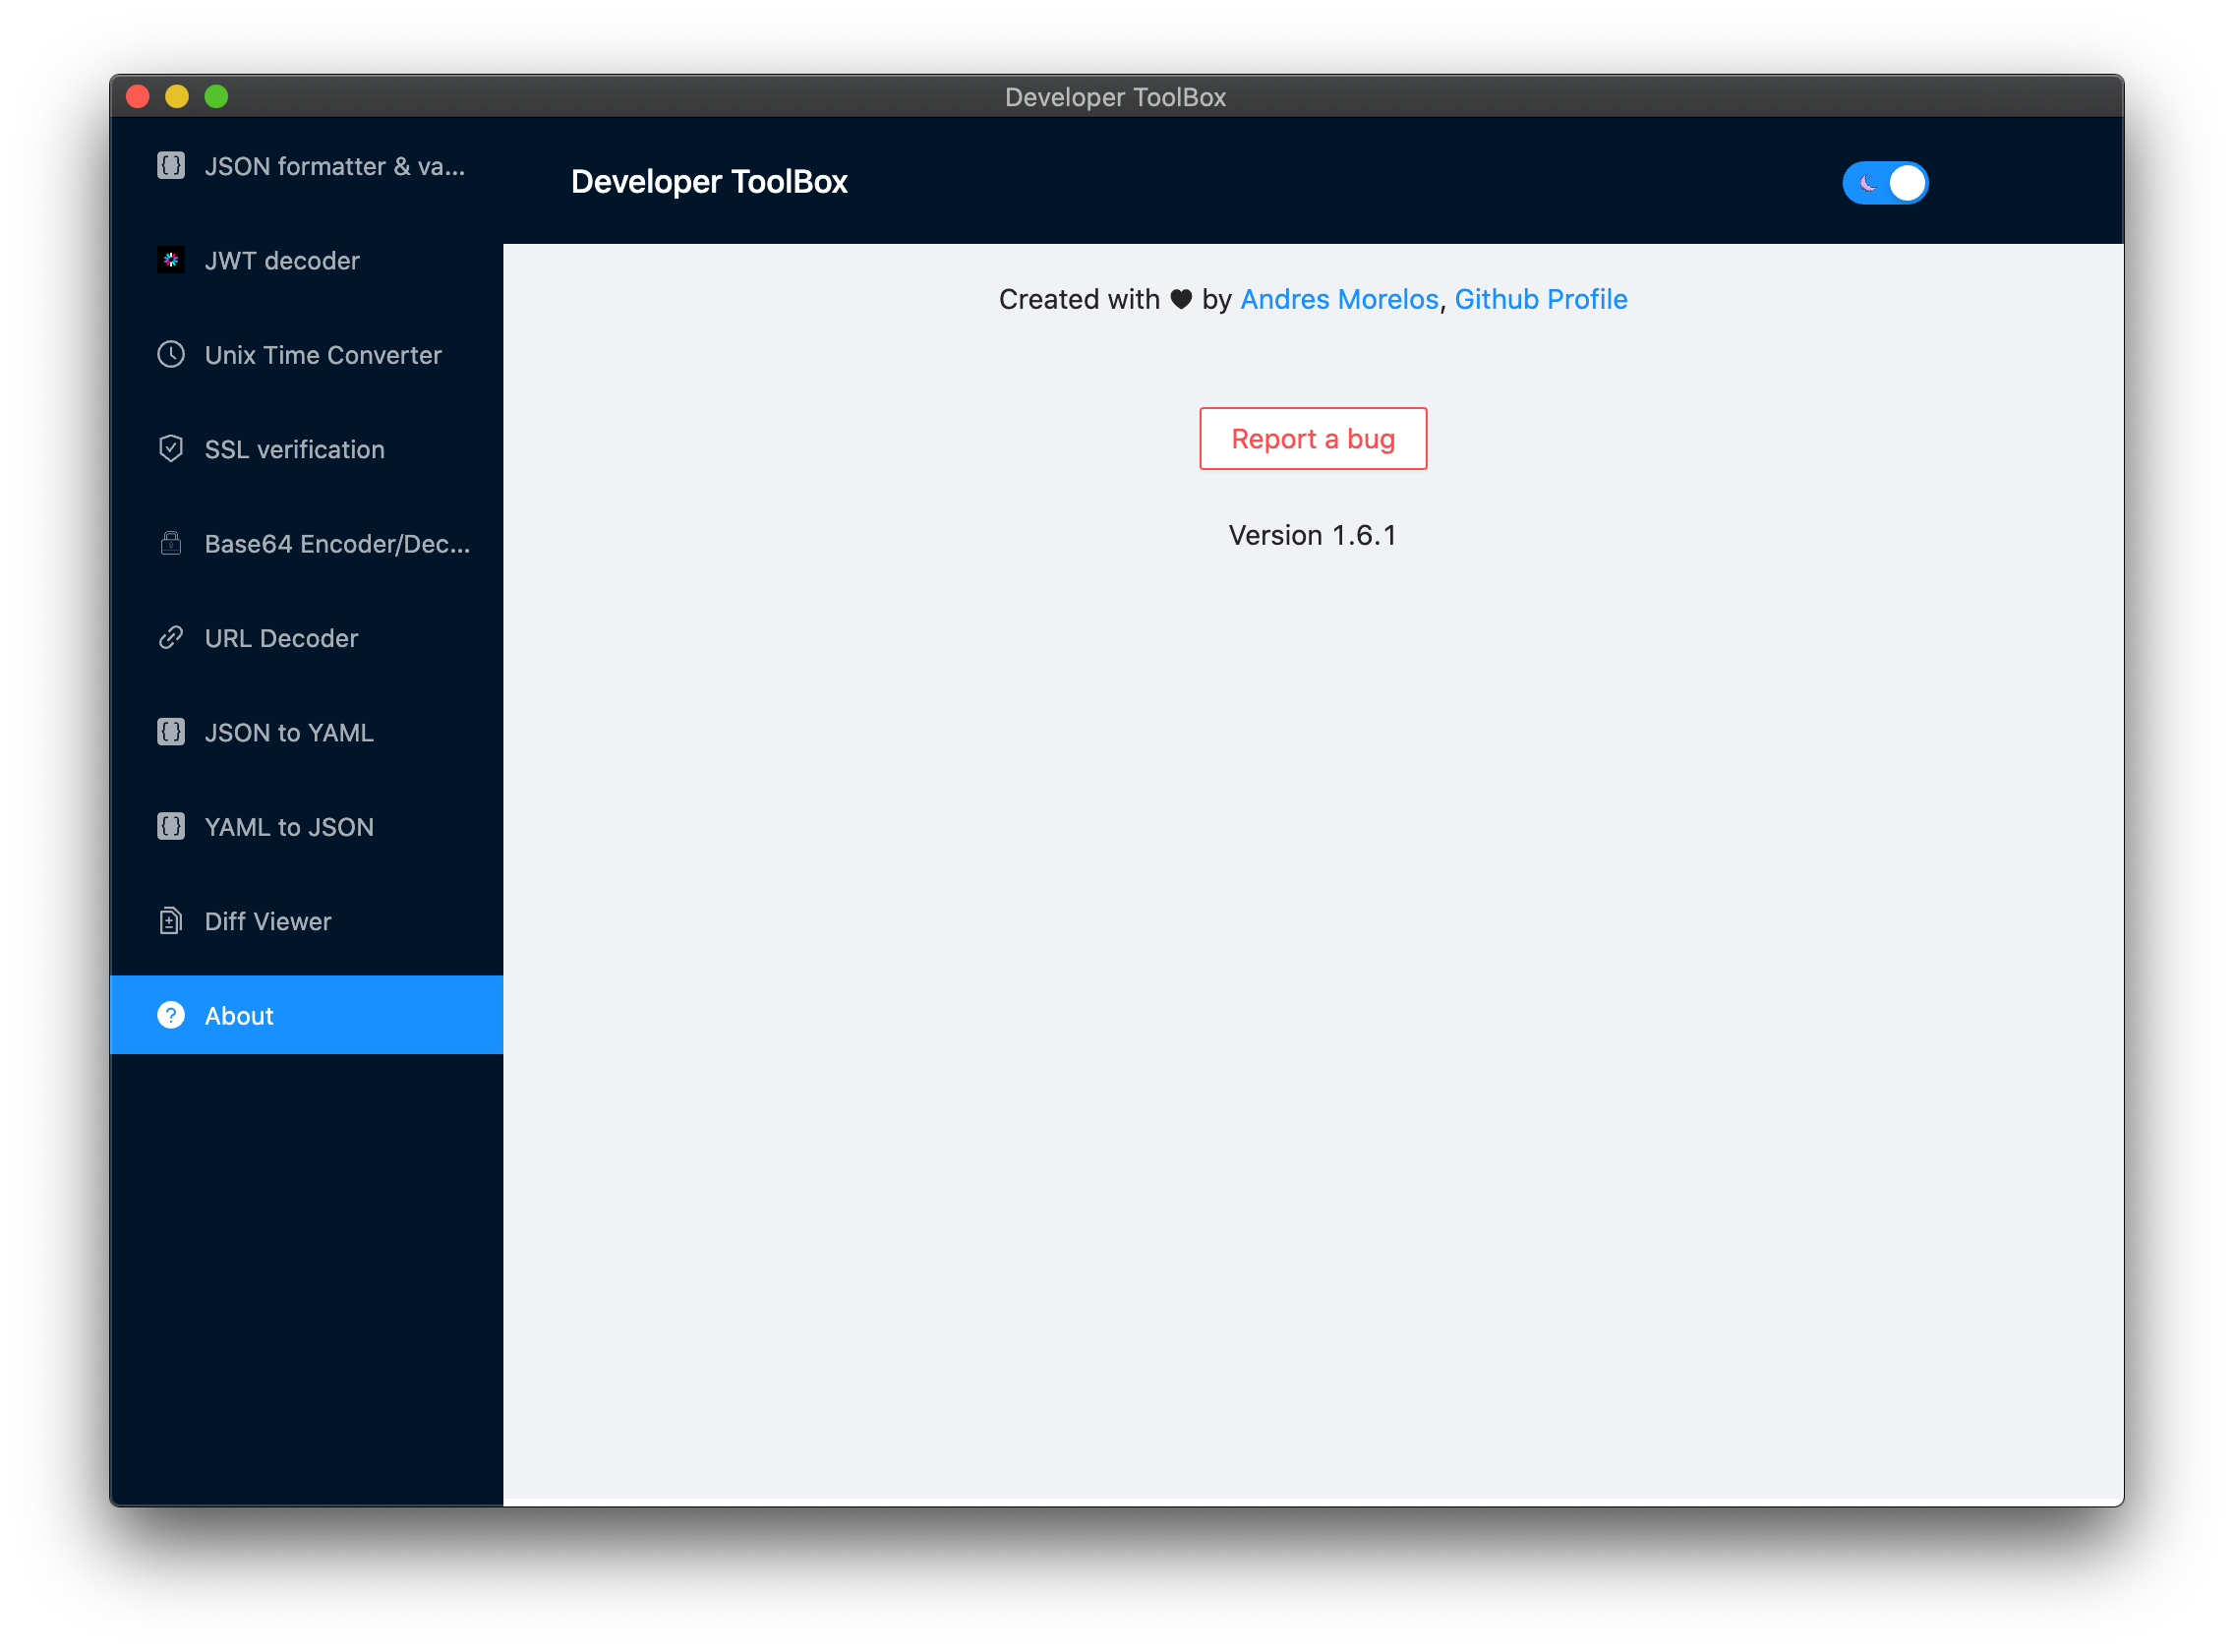 Developer ToolBox
JSON formatter & va...
JWT decoder
Unix Time Converter
SSL verification
Base64 Encoder/Dec...
URL Decoder
JSON to YAML
YAML to JSON
Diff Viewer
About
Developer ToolBox
Created with ♥ by Andres Morelos, Github Profile
Report a bug
Version 1.6.1